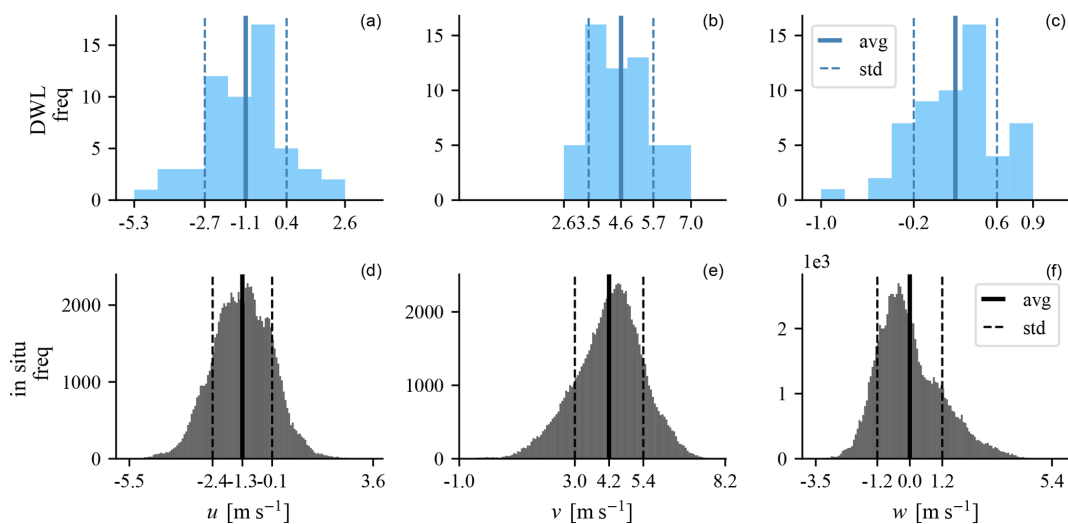 (a)
(b)
(c)
15
10
5
0
DWL
freq
-5.3 -2.7 -1.1 0.4 2.6
15
10
5
0
2.63.5 4.6 5.7 7.0
15
10
5
0
avg
std
-1.0 -0.2 0.6 0.9
(d)
(e)
(f)
2000
1000
0
in situ
freq
-5.5 -2.4 -1.3 -0.1 3.6
u [m s⁻¹]
2000
1000
0
-1.0 3.0 4.2 5.4 8.2
v [m s⁻¹]
1e3
2
1
0
avg
std
-3.5 -1.2 0.0 1.2 5.4
w [m s⁻¹]